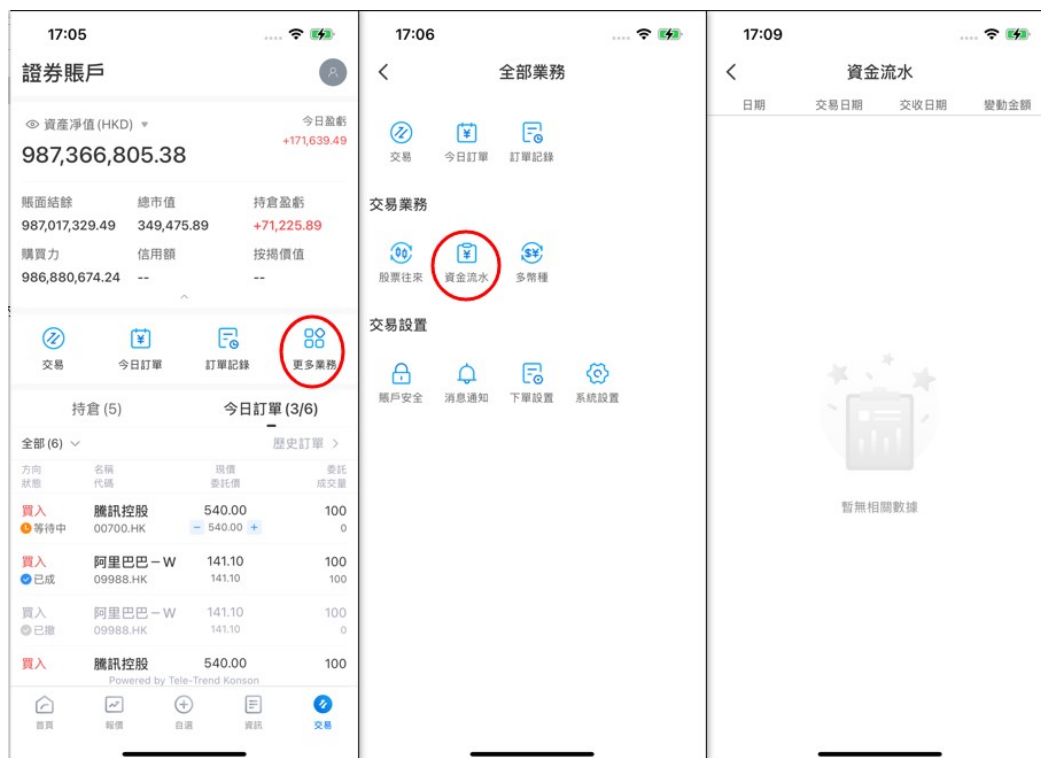 17:05
證券賬戶
資產凈值(HKD)
今日盈虧
987,366,805.38
+171,639.49
賬面結餘 總市值 持倉盈虧
987,017,329.49 349,475.89 +71,225.89
購買力 信用額 按揭價值
986,880,674.24 -- --
交易 今日訂單 訂單記錄 更多業務
持倉(5) 今日訂單(3/6)
全部(6) 歷史訂單
方向 名稱 現價 委託
狀態 代碼 委託價 成交量
買入 騰訊控股 540.00 100
等待中 00700.HK − 540.00 + 0
買入 阿里巴巴－W 141.10 100
已成 09988.HK 141.10 100
買入 阿里巴巴－W 141.10 100
已撤 09988.HK 141.10 0
買入 騰訊控股 540.00 100
Powered by Tele-Trend Konson
首頁 報價 自選 資訊 交易
17:06
全部業務
交易 今日訂單 訂單記錄
交易業務
股票往來 資金流水 多幣種
交易設置
賬戶安全 消息通知 下單設置 系統設置
17:09
資金流水
日期 交易日期 交收日期 變動金額
暫無相關數據